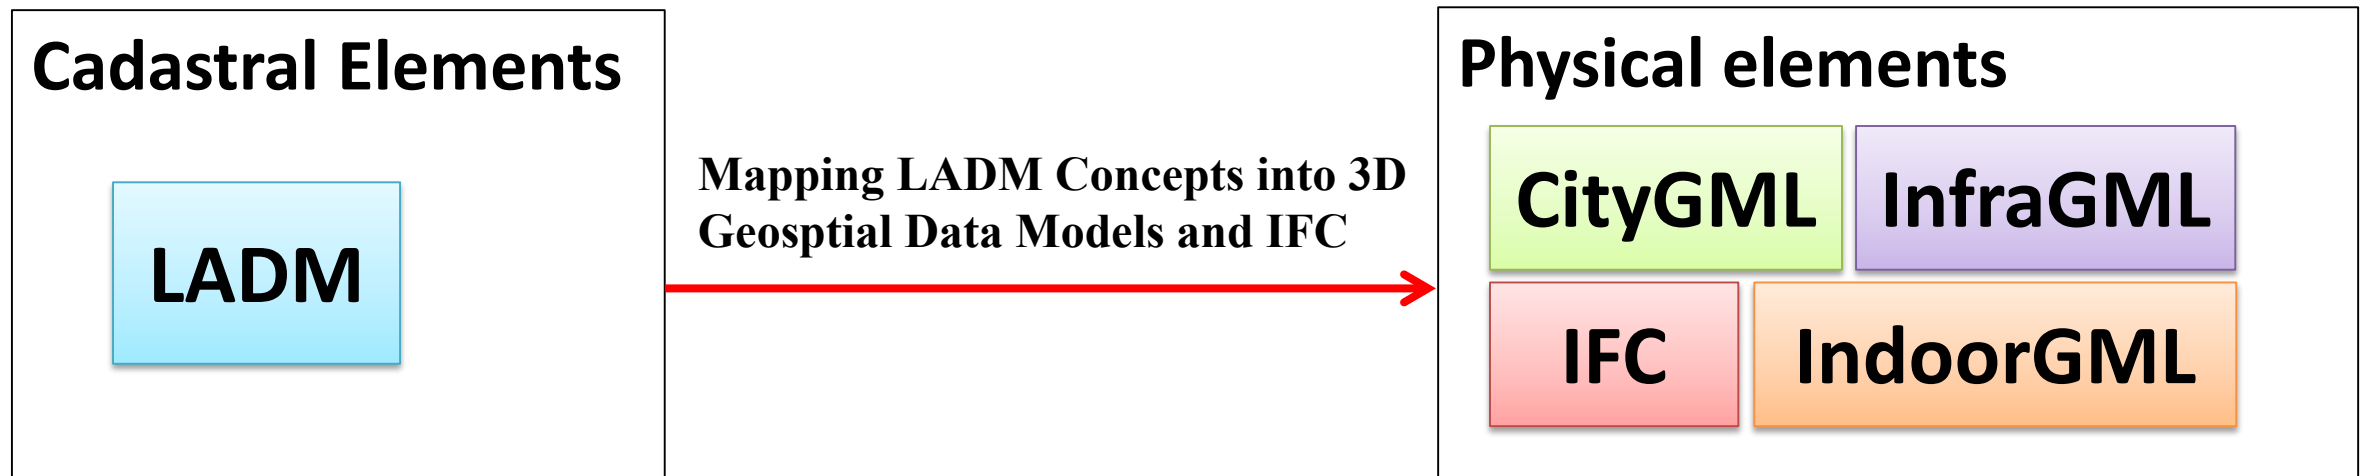 Cadastral Elements
LADM
Mapping LADM Concepts into 3D
Geosptial Data Models and IFC
Physical elements
CityGML
InfraGML
IFC
IndoorGML